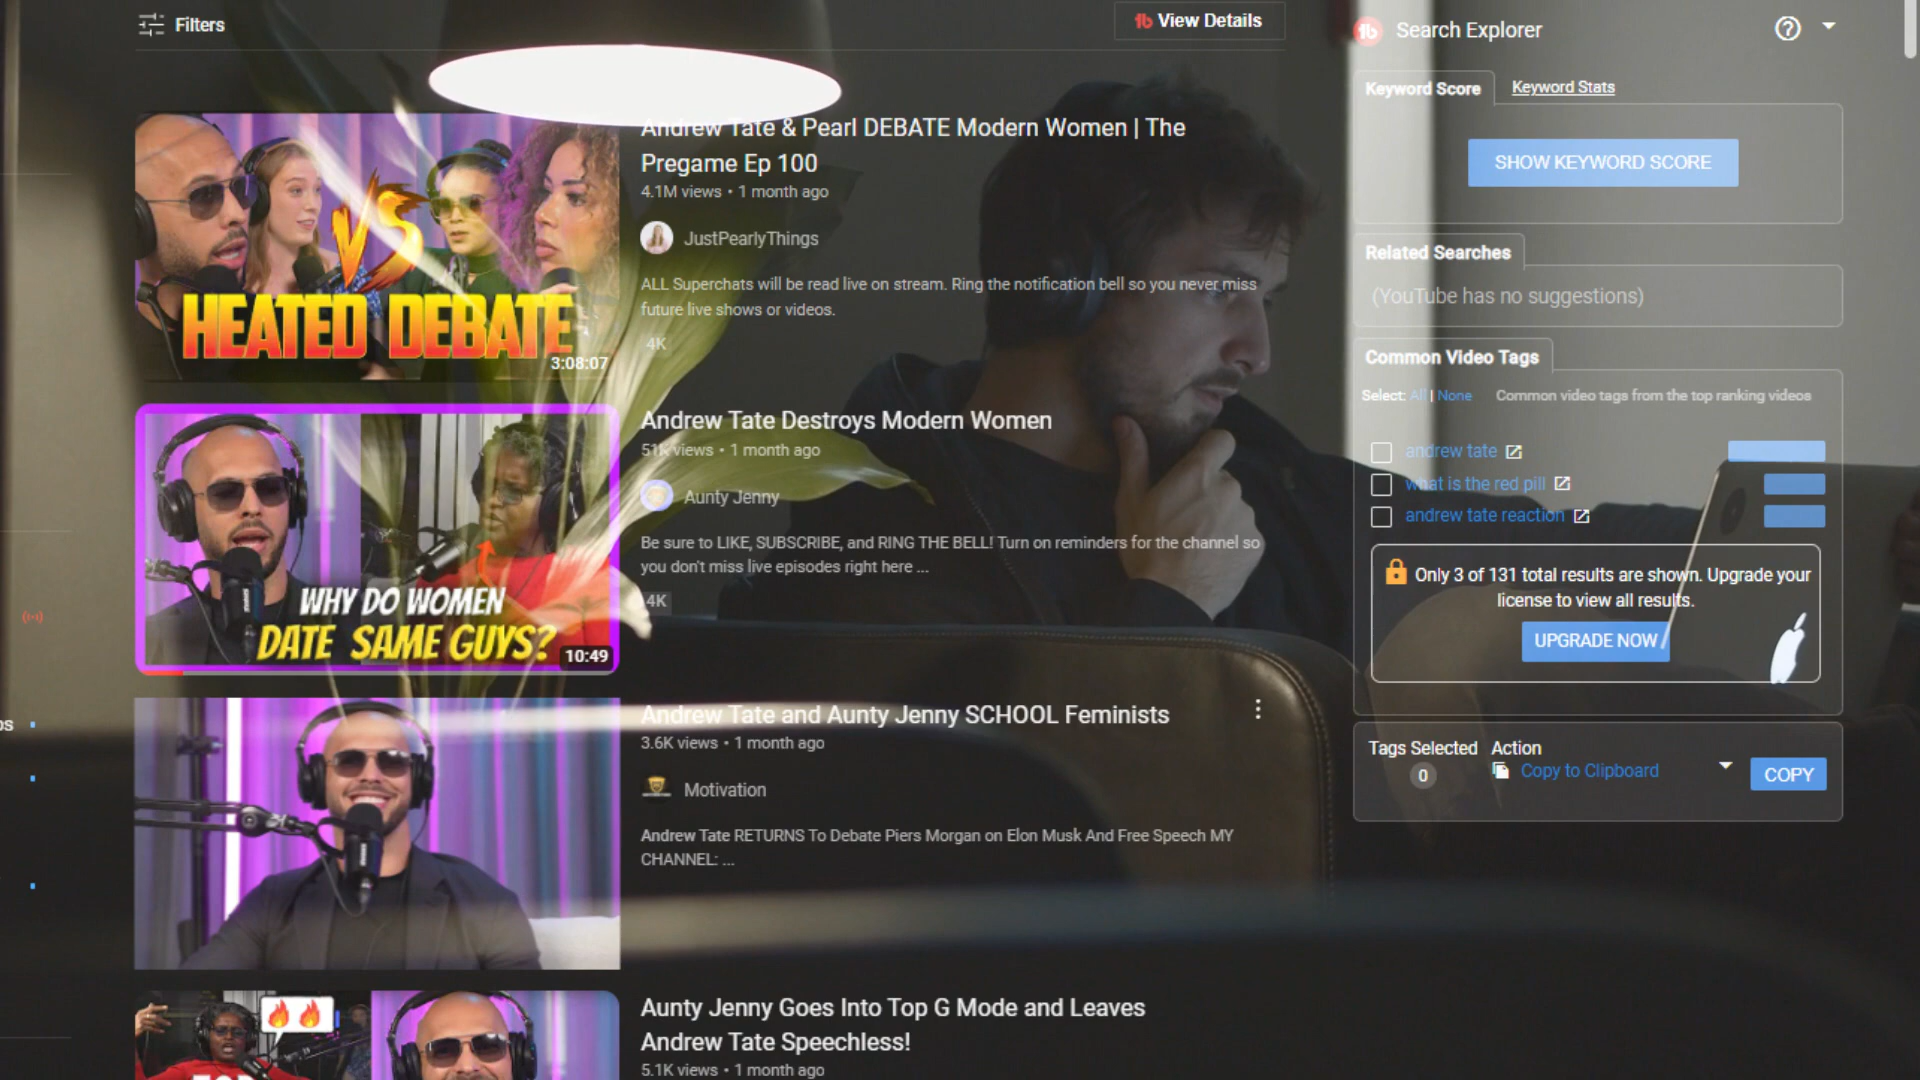 Filters
View Details
VS
HEATED DEBATE
3:08:07
Andrew Tate & Pearl DEBATE Modern Women | The
Pregame Ep 100
4.1M views • 1 month ago
JustPearlyThings
ALL Superchats will be read live on stream. Ring the notification bell so you never miss
future live shows or videos.
4K
WHY DO WOMEN
DATE SAME GUYS?
10:49
Andrew Tate Destroys Modern Women
51K views • 1 month ago
Aunty Jenny
Be sure to LIKE, SUBSCRIBE, and RING THE BELL! Turn on reminders for the channel so
you don't miss live episodes right here ...
4K
Andrew Tate and Aunty Jenny SCHOOL Feminists
3.6K views • 1 month ago
Motivation
Andrew Tate RETURNS To Debate Piers Morgan on Elon Musk And Free Speech MY
CHANNEL: ...
Aunty Jenny Goes Into Top G Mode and Leaves
Andrew Tate Speechless!
5.1K views • 1 month ago
Search Explorer
Keyword Score
Keyword Stats
SHOW KEYWORD SCORE
Related Searches
(YouTube has no suggestions)
Common Video Tags
Select: All | None Common video tags from the top ranking videos
andrew tate
what is the red pill
andrew tate reaction
Only 3 of 131 total results are shown. Upgrade your
license to view all results.
UPGRADE NOW
Tags Selected Action
0 Copy to Clipboard
COPY